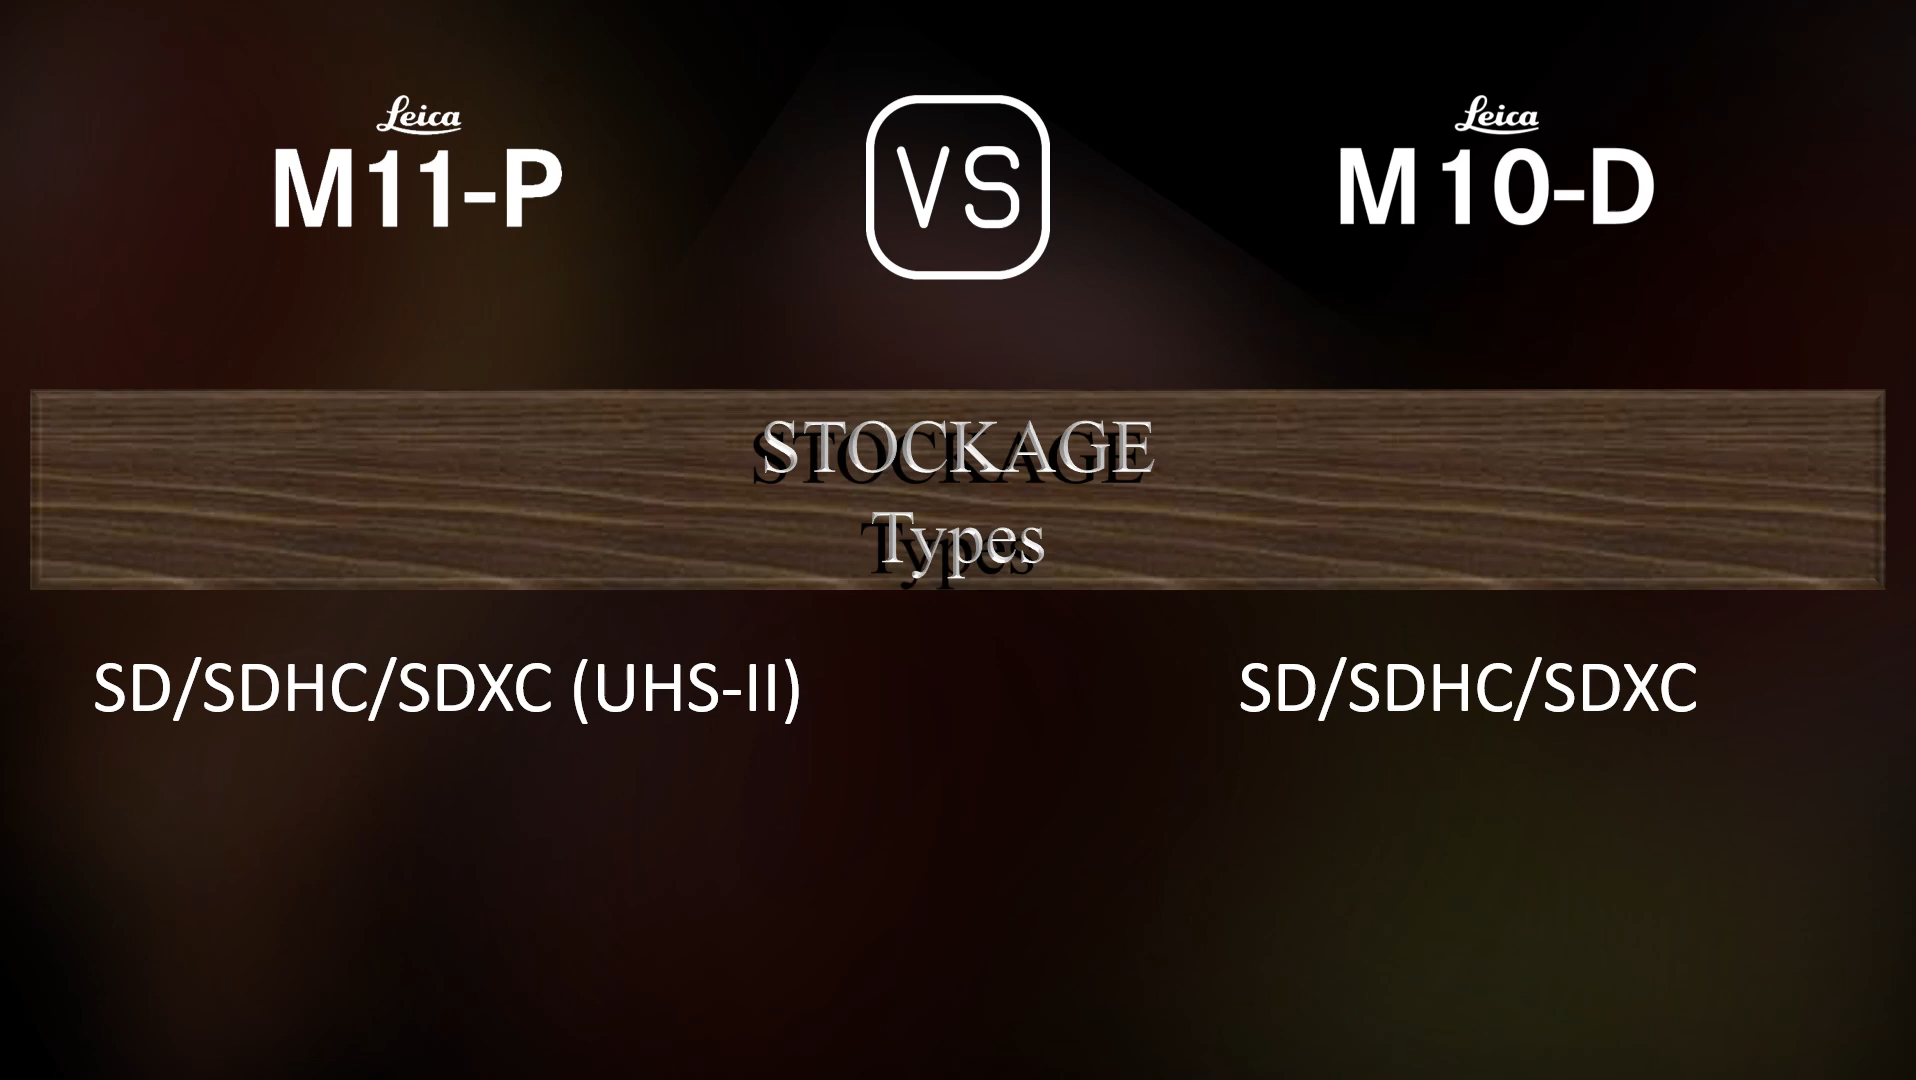 Leica
M11-P
VS
Leica
M10-D
STOCKAGE
Types
SD/SDHC/SDXC (UHS-II)
SD/SDHC/SDXC